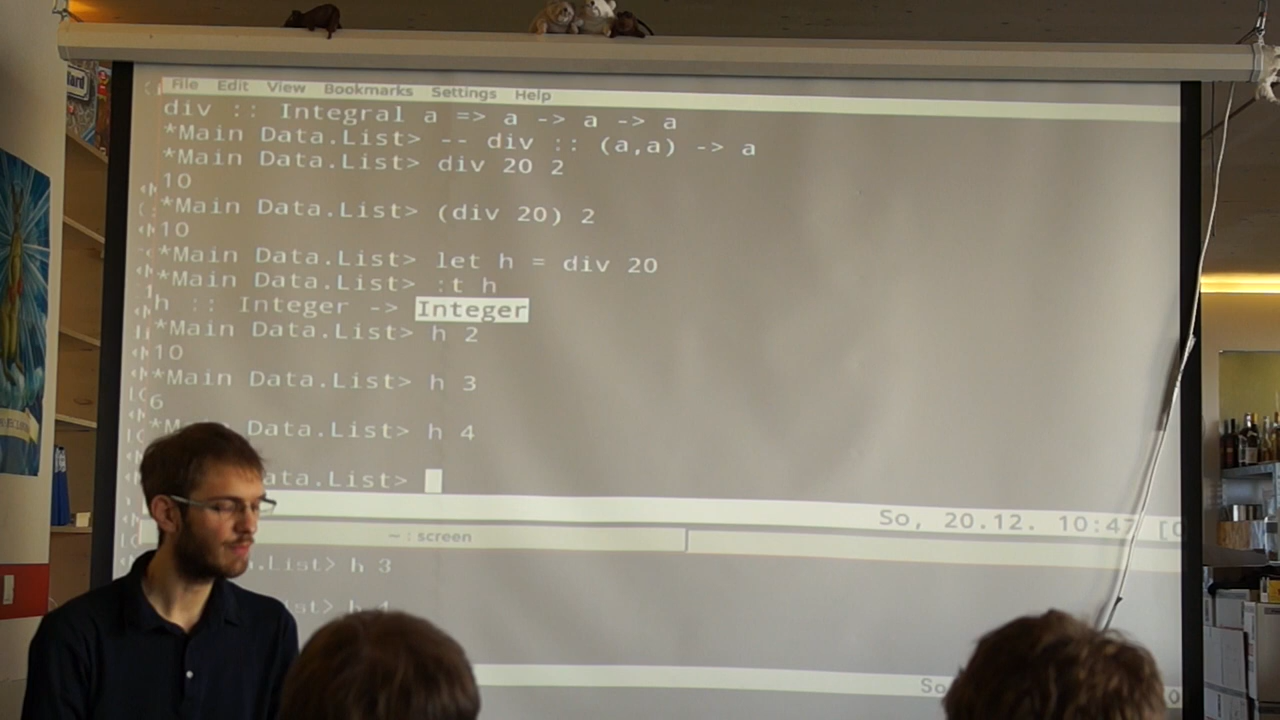 File Edit View Bookmarks Settings Help
div :: Integral a => a -> a -> a
*Main Data.List> -- div :: (a,a) -> a
*Main Data.List> div 20 2
10
*Main Data.List> (div 20) 2
10
*Main Data.List> let h = div 20
*Main Data.List> :t h
h :: Integer -> Integer
*Main Data.List> h 2
10
*Main Data.List> h 3
6
Data.List> h 4
ata.List> 
So, 20.12. 10:47
~ : screen
.List> h 3
st> h 4
So